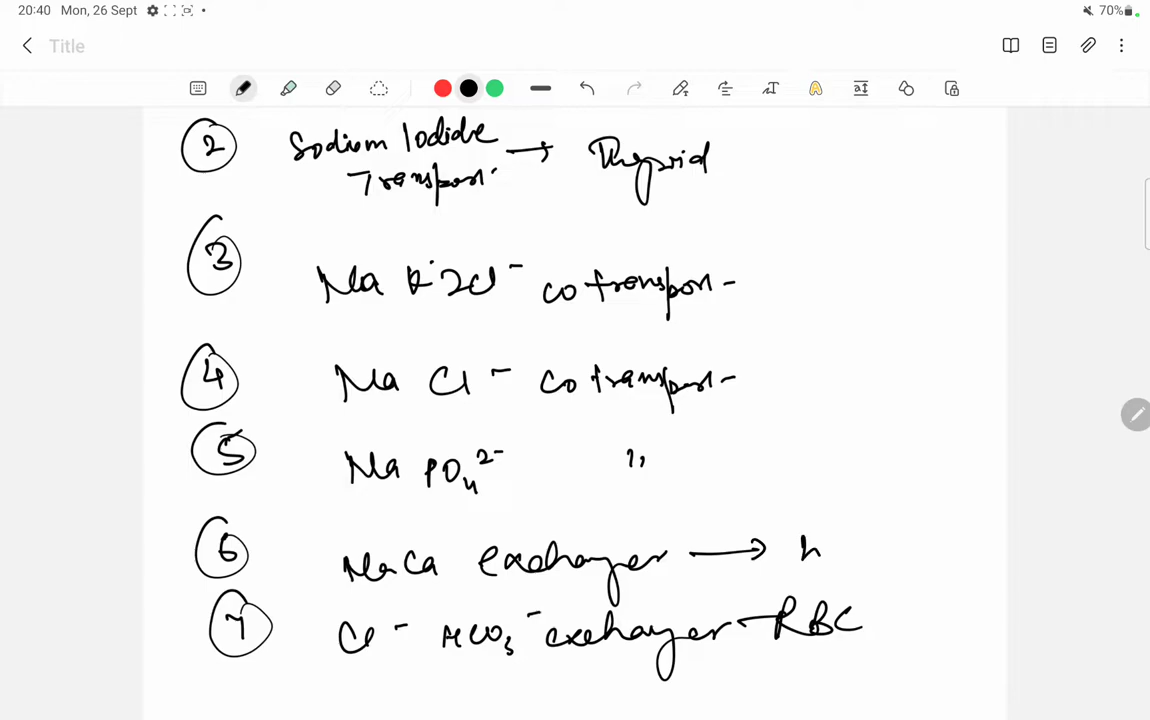 20:40 Mon, 26 Sept
70%
Title
2 Sodium Iodide → Thyroid
Transport
3 Na K 2Cl⁻ cotransport -
4 Na Cl⁻ cotransport -
5 Na PO₄²⁻ ",
6 NaCa exchanger → h
7 Cl⁻ HCO₃⁻ exchanger - RBC